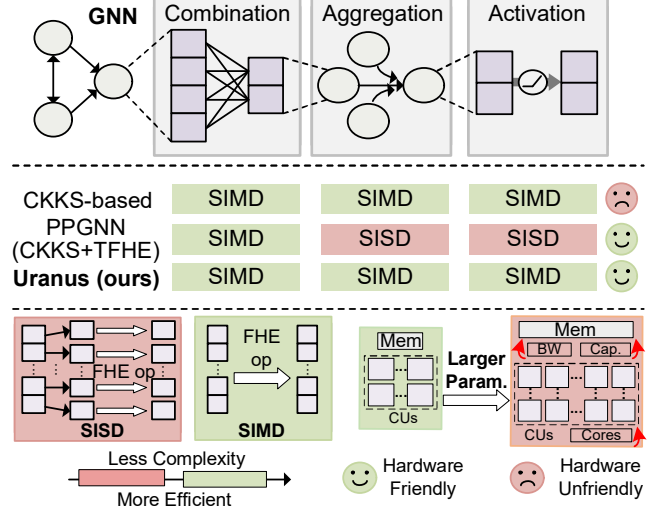 GNN
Combination
Aggregation
Activation
CKKS-based
SIMD
SIMD
SIMD
PPGNN
(CKKS+TFHE)
SIMD
SISD
SISD
Uranus (ours)
SIMD
SIMD
SIMD
FHE op
SISD
FHE
op
SIMD
Mem
CUs
Larger
Param.
Mem
BW
Cap.
CUs
Cores
Less Complexity
More Efficient
Hardware
Friendly
Hardware
Unfriendly